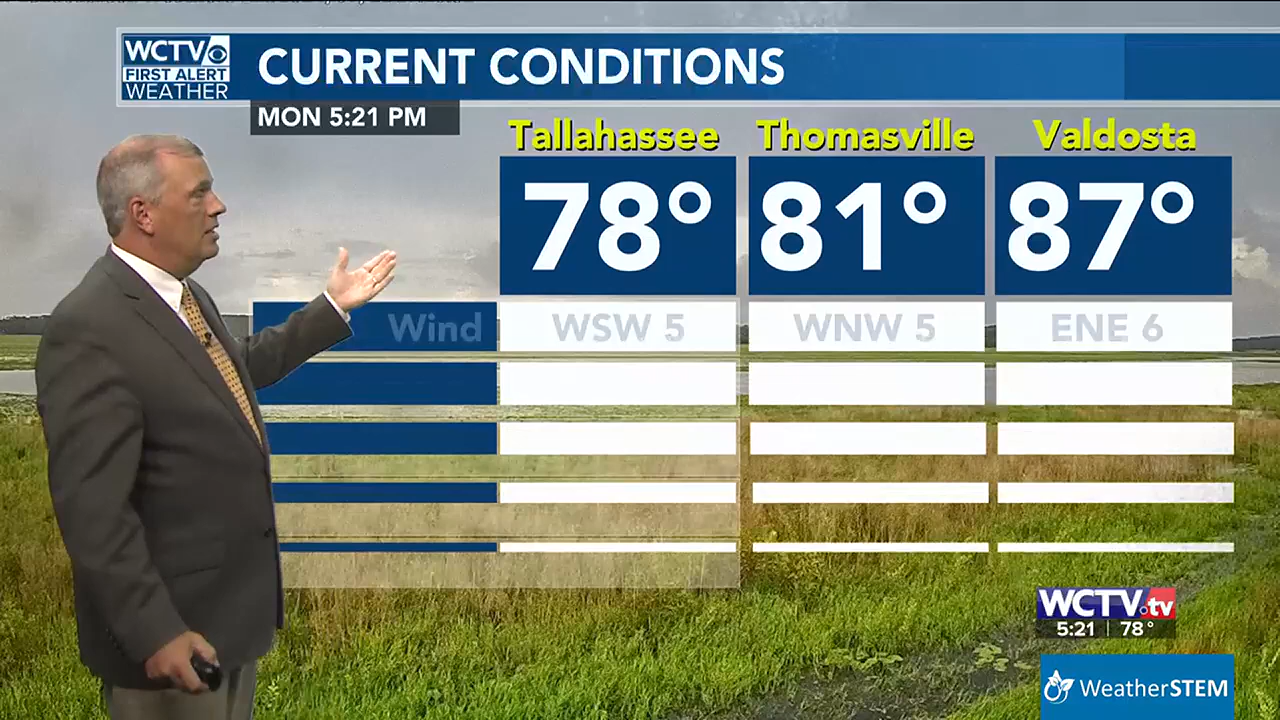 WCTV
FIRST ALERT
WEATHER
CURRENT CONDITIONS
MON 5:21 PM
Tallahassee Thomasville Valdosta
78° 81° 87°
Wind WSW 5 WNW 5 ENE 6
WCTV.tv
5:21 | 78°
WeatherSTEM